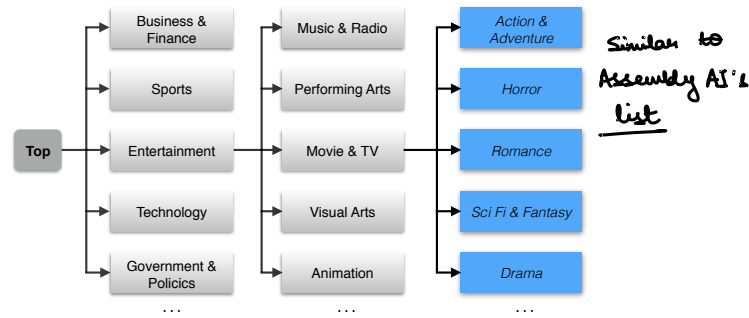 Top
Business &
Finance
Sports
Entertainment
Technology
Government &
Policics
...
Music & Radio
Performing Arts
Movie & TV
Visual Arts
Animation
...
Action &
Adventure
Horror
Romance
Sci Fi & Fantasy
Drama
...
Similar to
Assembly AI's
list